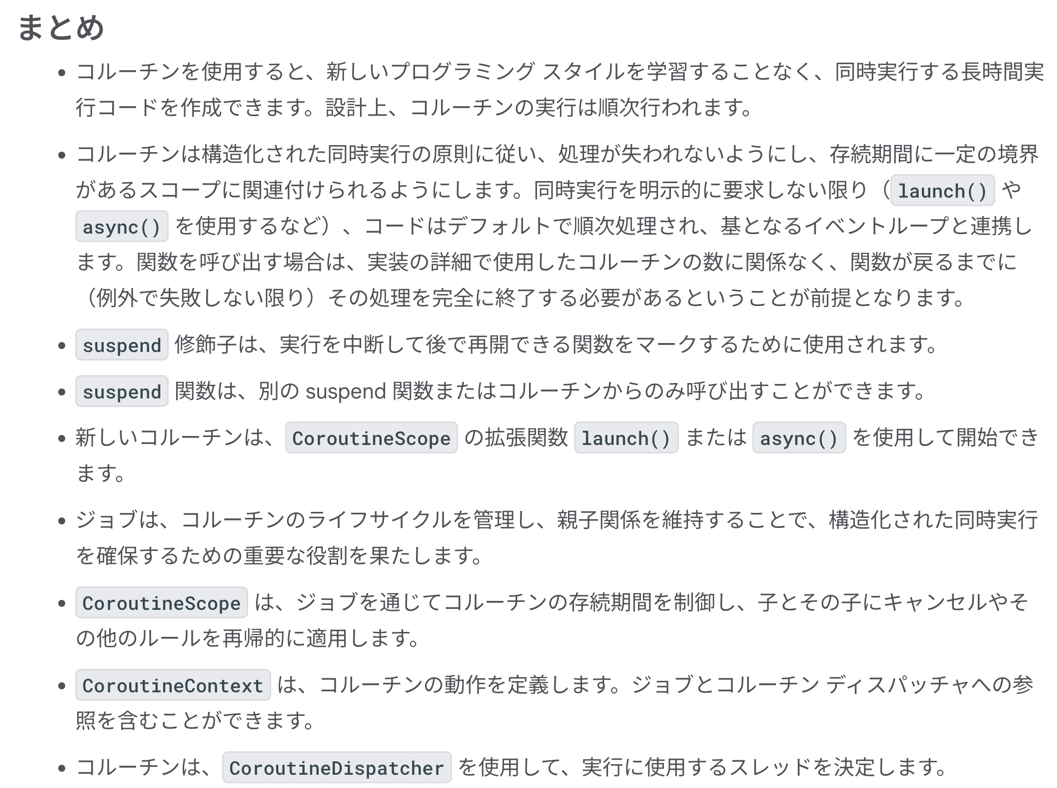 まとめ
• コルーチンを使用すると、新しいプログラミング スタイルを学習することなく、同時実行する長時間実
行コードを作成できます。設計上、コルーチンの実行は順次行われます。
• コルーチンは構造化された同時実行の原則に従い、処理が失われないようにし、存続期間に一定の境界
があるスコープに関連付けられるようにします。同時実行を明示的に要求しない限り（launch() や
async() を使用するなど）、コードはデフォルトで順次処理され、基となるイベントループと連携し
ます。関数を呼び出す場合は、実装の詳細で使用したコルーチンの数に関係なく、関数が戻るまでに
（例外で失敗しない限り）その処理を完全に終了する必要があるということが前提となります。
• suspend 修飾子は、実行を中断して後で再開できる関数をマークするために使用されます。
• suspend 関数は、別の suspend 関数またはコルーチンからのみ呼び出すことができます。
• 新しいコルーチンは、CoroutineScope の拡張関数 launch() または async() を使用して開始でき
ます。
• ジョブは、コルーチンのライフサイクルを管理し、親子関係を維持することで、構造化された同時実行
を確保するための重要な役割を果たします。
• CoroutineScope は、ジョブを通じてコルーチンの存続期間を制御し、子とその子にキャンセルやそ
の他のルールを再帰的に適用します。
• CoroutineContext は、コルーチンの動作を定義します。ジョブとコルーチン ディスパッチャへの参
照を含むことができます。
• コルーチンは、CoroutineDispatcher を使用して、実行に使用するスレッドを決定します。